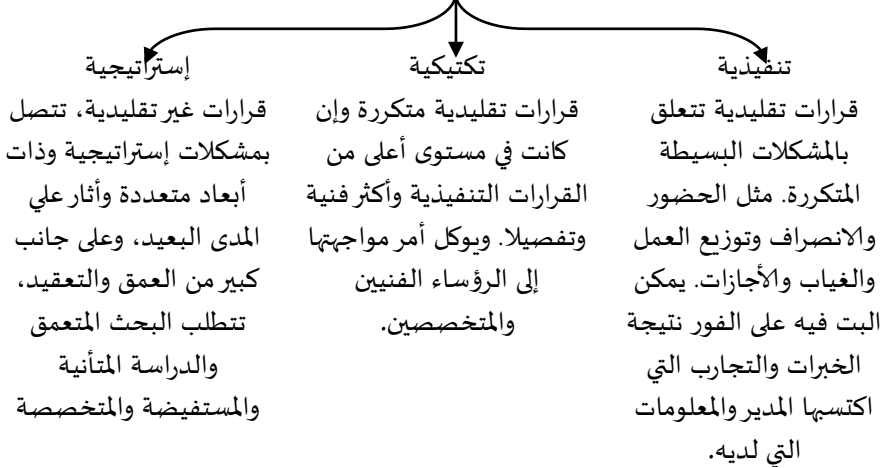 تنفيذية
قرارات تقليدية تتعلق
بالمشكلات البسيطة
المتكررة. مثل الحضور
والانصراف وتوزيع العمل
والغياب والأجازات. يمكن
البت فيه على الفور نتيجة
الخبرات والتجارب التي
اكتسبها المدير والمعلومات
التي لديه.
تكتيكية
قرارات تقليدية متكررة وإن
كانت في مستوى أعلى من
القرارات التنفيذية وأكثر فنية
وتفصيلا. ويوكل أمر مواجهتها
إلى الرؤساء الفنيين
والمتخصصين.
إستراتيجية
قرارات غير تقليدية، تتصل
بمشكلات إستراتيجية وذات
أبعاد متعددة وأثار علي
المدى البعيد، وعلى جانب
كبير من العمق والتعقيد،
تتطلب البحث المتعمق
والدراسة المتأنية
والمستفيضة والمتخصصة